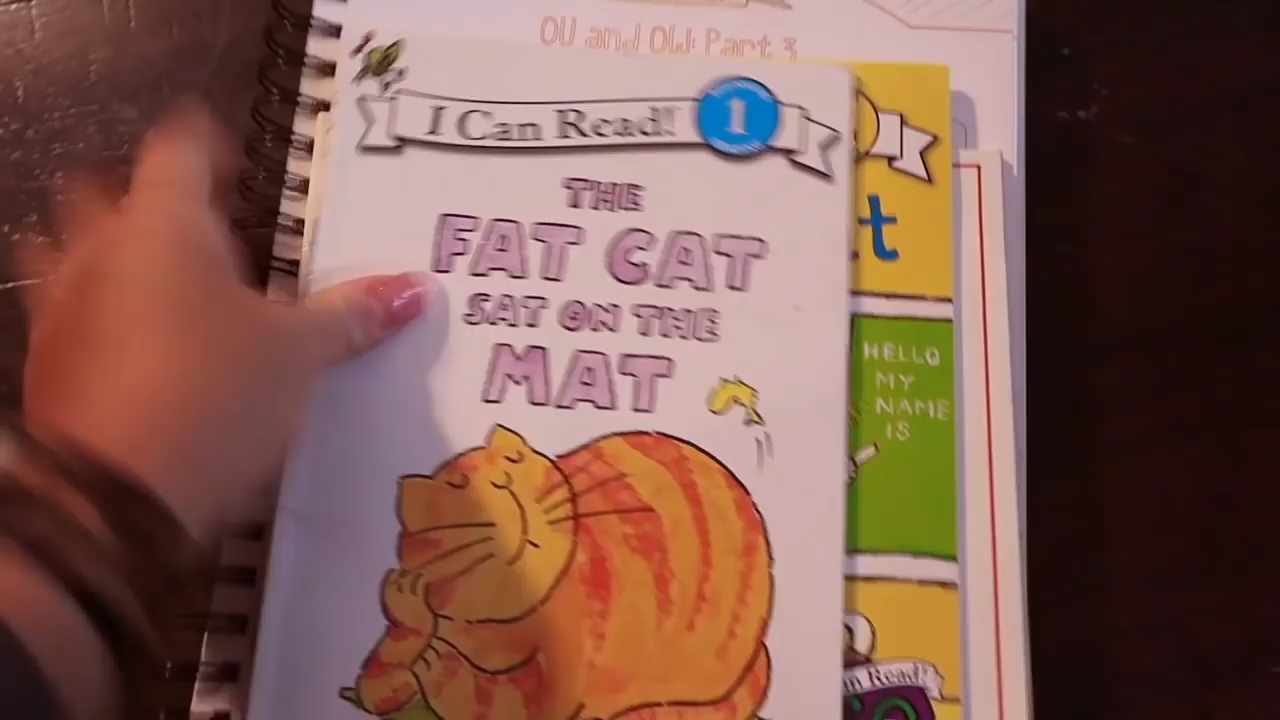 OU and OW: Part 3
I Can Read! 1
THE
FAT CAT
SAT ON THE
MAT
t
HELLO
MY
NAME
IS
n Read!